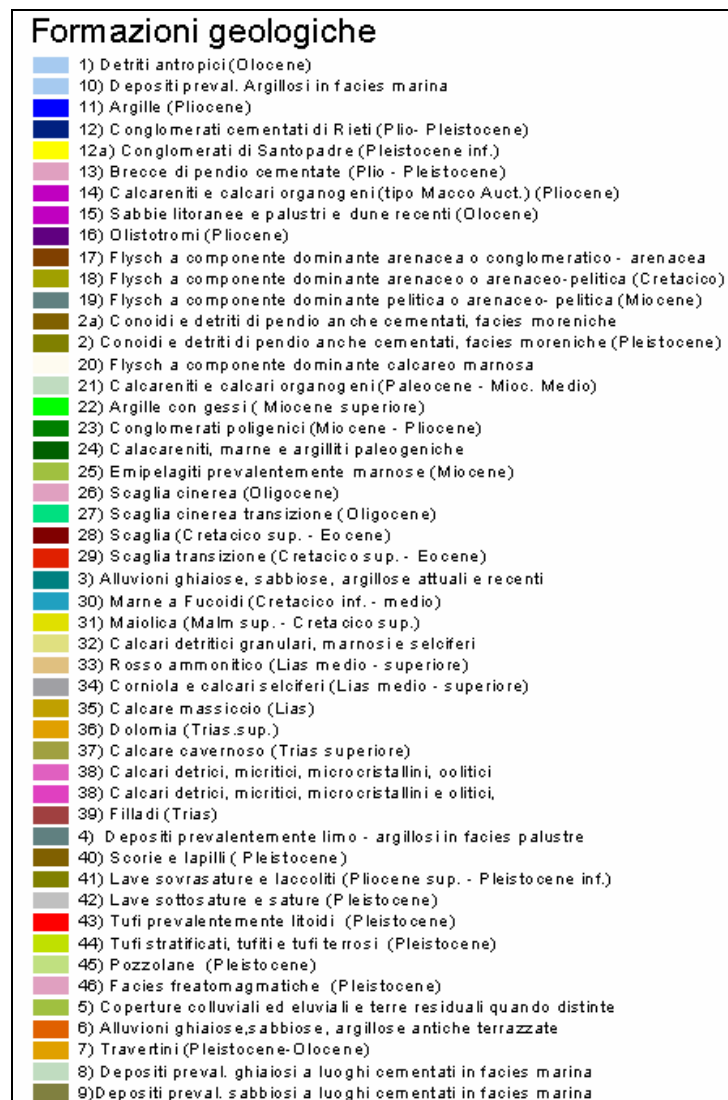 Formazioni geologiche
1) Detriti antropici (Olocene)
10) Depositi preval. Argillosi in facies marina
11) Argille (Pliocene)
12) Conglomerati cementati di Rieti (Plio- Pleistocene)
12a) Conglomerati di Santopadre (Pleistocene inf.)
13) Brecce di pendio cementate (Plio - Pleistocene)
14) Calcareniti e calcari organogeni (tipo Macco Auct.) (Pliocene)
15) Sabbie litoranee e palustri e dune recenti (Olocene)
16) Olistotromi (Pliocene)
17) Flysch a componente dominante arenacea o conglomeratico - arenacea
18) Flysch a componente dominante arenaceo o arenaceo-pelitica (Cretacico)
19) Flysch a componente dominante pelitica o arenaceo- pelitica (Miocene)
2a) Conoidi e detriti di pendio anche cementati, facies moreniche
2) Conoidi e detriti di pendio anche cementati, facies moreniche (Pleistocene)
20) Flysch a componente dominante calcareo marnosa
21) Calcareniti e calcari organogeni (Paleocene - Mioc. Medio)
22) Argille con gessi ( Miocene superiore)
23) Conglomerati poligenici (Miocene - Pliocene)
24) Calacareniti, marne e argilliti paleogeniche
25) Emipelagiti prevalentemente marnose (Miocene)
26) Scaglia cinerea (Oligocene)
27) Scaglia cinerea transizione (Oligocene)
28) Scaglia (Cretacico sup. - Eocene)
29) Scaglia transizione (Cretacico sup. - Eocene)
3) Alluvioni ghiaiose, sabbiose, argillose attuali e recenti
30) Marne a Fucoidi (Cretacico inf. - medio)
31) Maiolica (Malm sup. - Cretacico sup.)
32) Calcari detritici granulari, marnosi e selciferi
33) Rosso ammonitico (Lias medio - superiore)
34) Corniola e calcari selciferi (Lias medio - superiore)
35) Calcare massiccio (Lias)
36) Dolomia (Trias.sup.)
37) Calcare cavernoso (Trias superiore)
38) Calcari detrici, micritici, microcristallini, oolitici
38) Calcari detrici, micritici, microcristallini e olitici,
39) Filladi (Trias)
4) Depositi prevalentemente limo - argillosi in facies palustre
40) Scorie e lapilli ( Pleistocene)
41) Lave sovrasature e laccoliti (Pliocene sup. - Pleistocene inf.)
42) Lave sottosature e sature (Pleistocene)
43) Tufi prevalentemente litoidi (Pleistocene)
44) Tufi stratificati, tufiti e tufi terrosi (Pleistocene)
45) Pozzolane (Pleistocene)
46) Facies freatomagmatiche (Pleistocene)
5) Coperture colluviali ed eluviali e terre residuali quando distinte
6) Alluvioni ghiaiose,sabbiose, argillose antiche terrazzate
7) Travertini (Pleistocene-Olocene)
8) Depositi preval. ghiaiosi a luoghi cementati in facies marina
9)Depositi preval. sabbiosi a luoghi cementati in facies marina